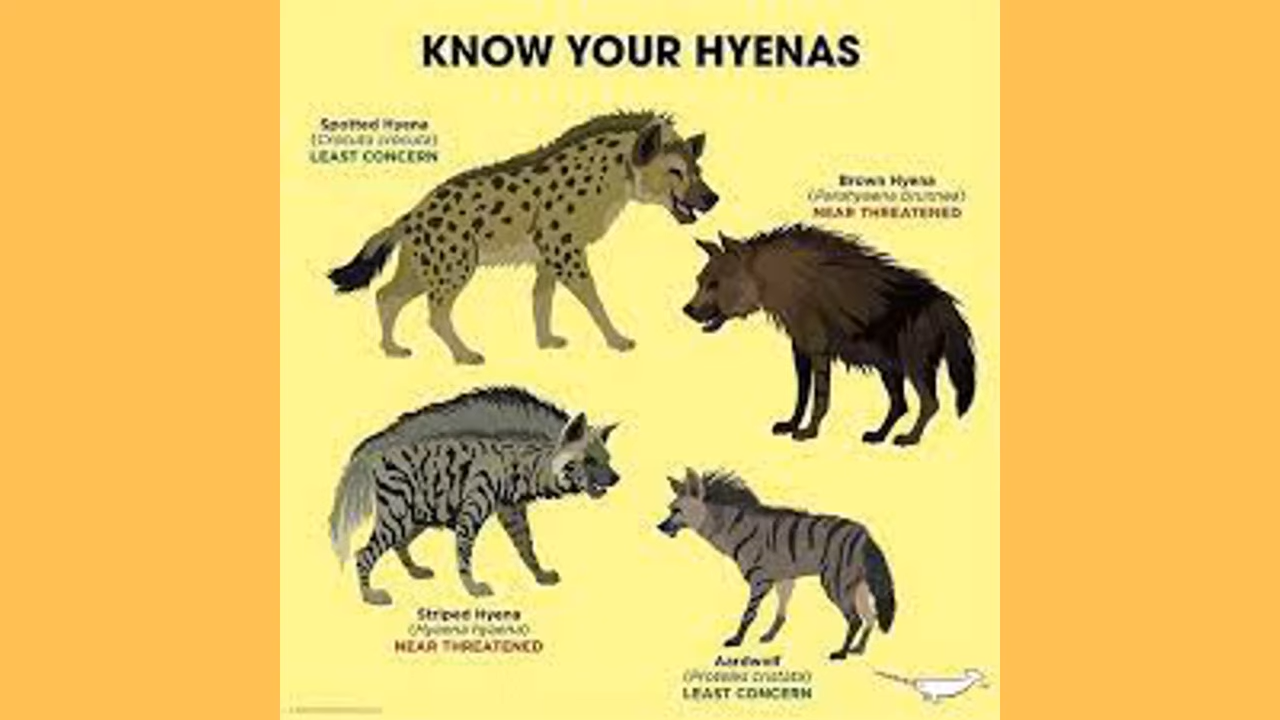 KNOW YOUR HYENAS
Spotted Hyena
(Crocuta crocuta)
LEAST CONCERN
Brown Hyena
(Parahyaena brunnea)
NEAR THREATENED
Striped Hyena
(Hyaena hyaena)
NEAR THREATENED
Aardwolf
(Proteles cristata)
LEAST CONCERN